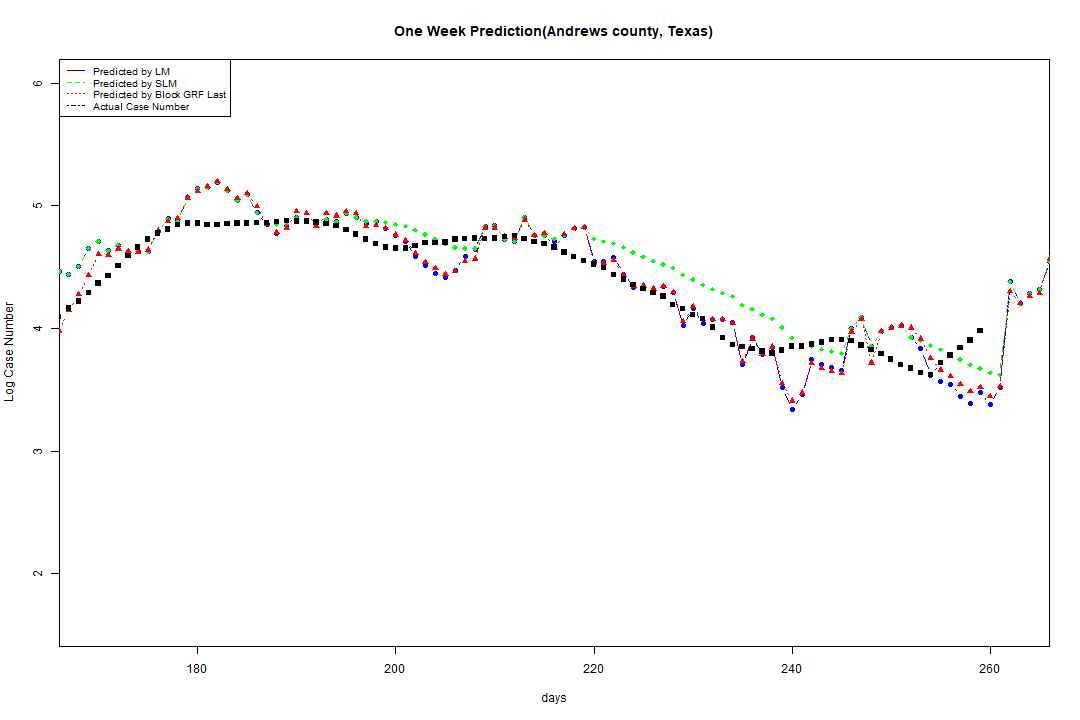 One Week Prediction(Andrews county, Texas)
Predicted by LM
Predicted by SLM
Predicted by Block GRF Last
Actual Case Number
6
5
4
3
2
Log Case Number
180 200 220 240 260
days